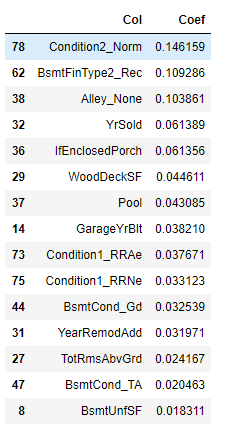 Col Coef
78 Condition2_Norm 0.146159
62 BsmtFinType2_Rec 0.109286
38 Alley_None 0.103861
32 YrSold 0.061389
36 IfEnclosedPorch 0.061356
29 WoodDeckSF 0.044611
37 Pool 0.043085
14 GarageYrBlt 0.038210
73 Condition1_RRAe 0.037671
75 Condition1_RRNe 0.033123
44 BsmtCond_Gd 0.032539
31 YearRemodAdd 0.031971
27 TotRmsAbvGrd 0.024167
47 BsmtCond_TA 0.020463
8 BsmtUnfSF 0.018311